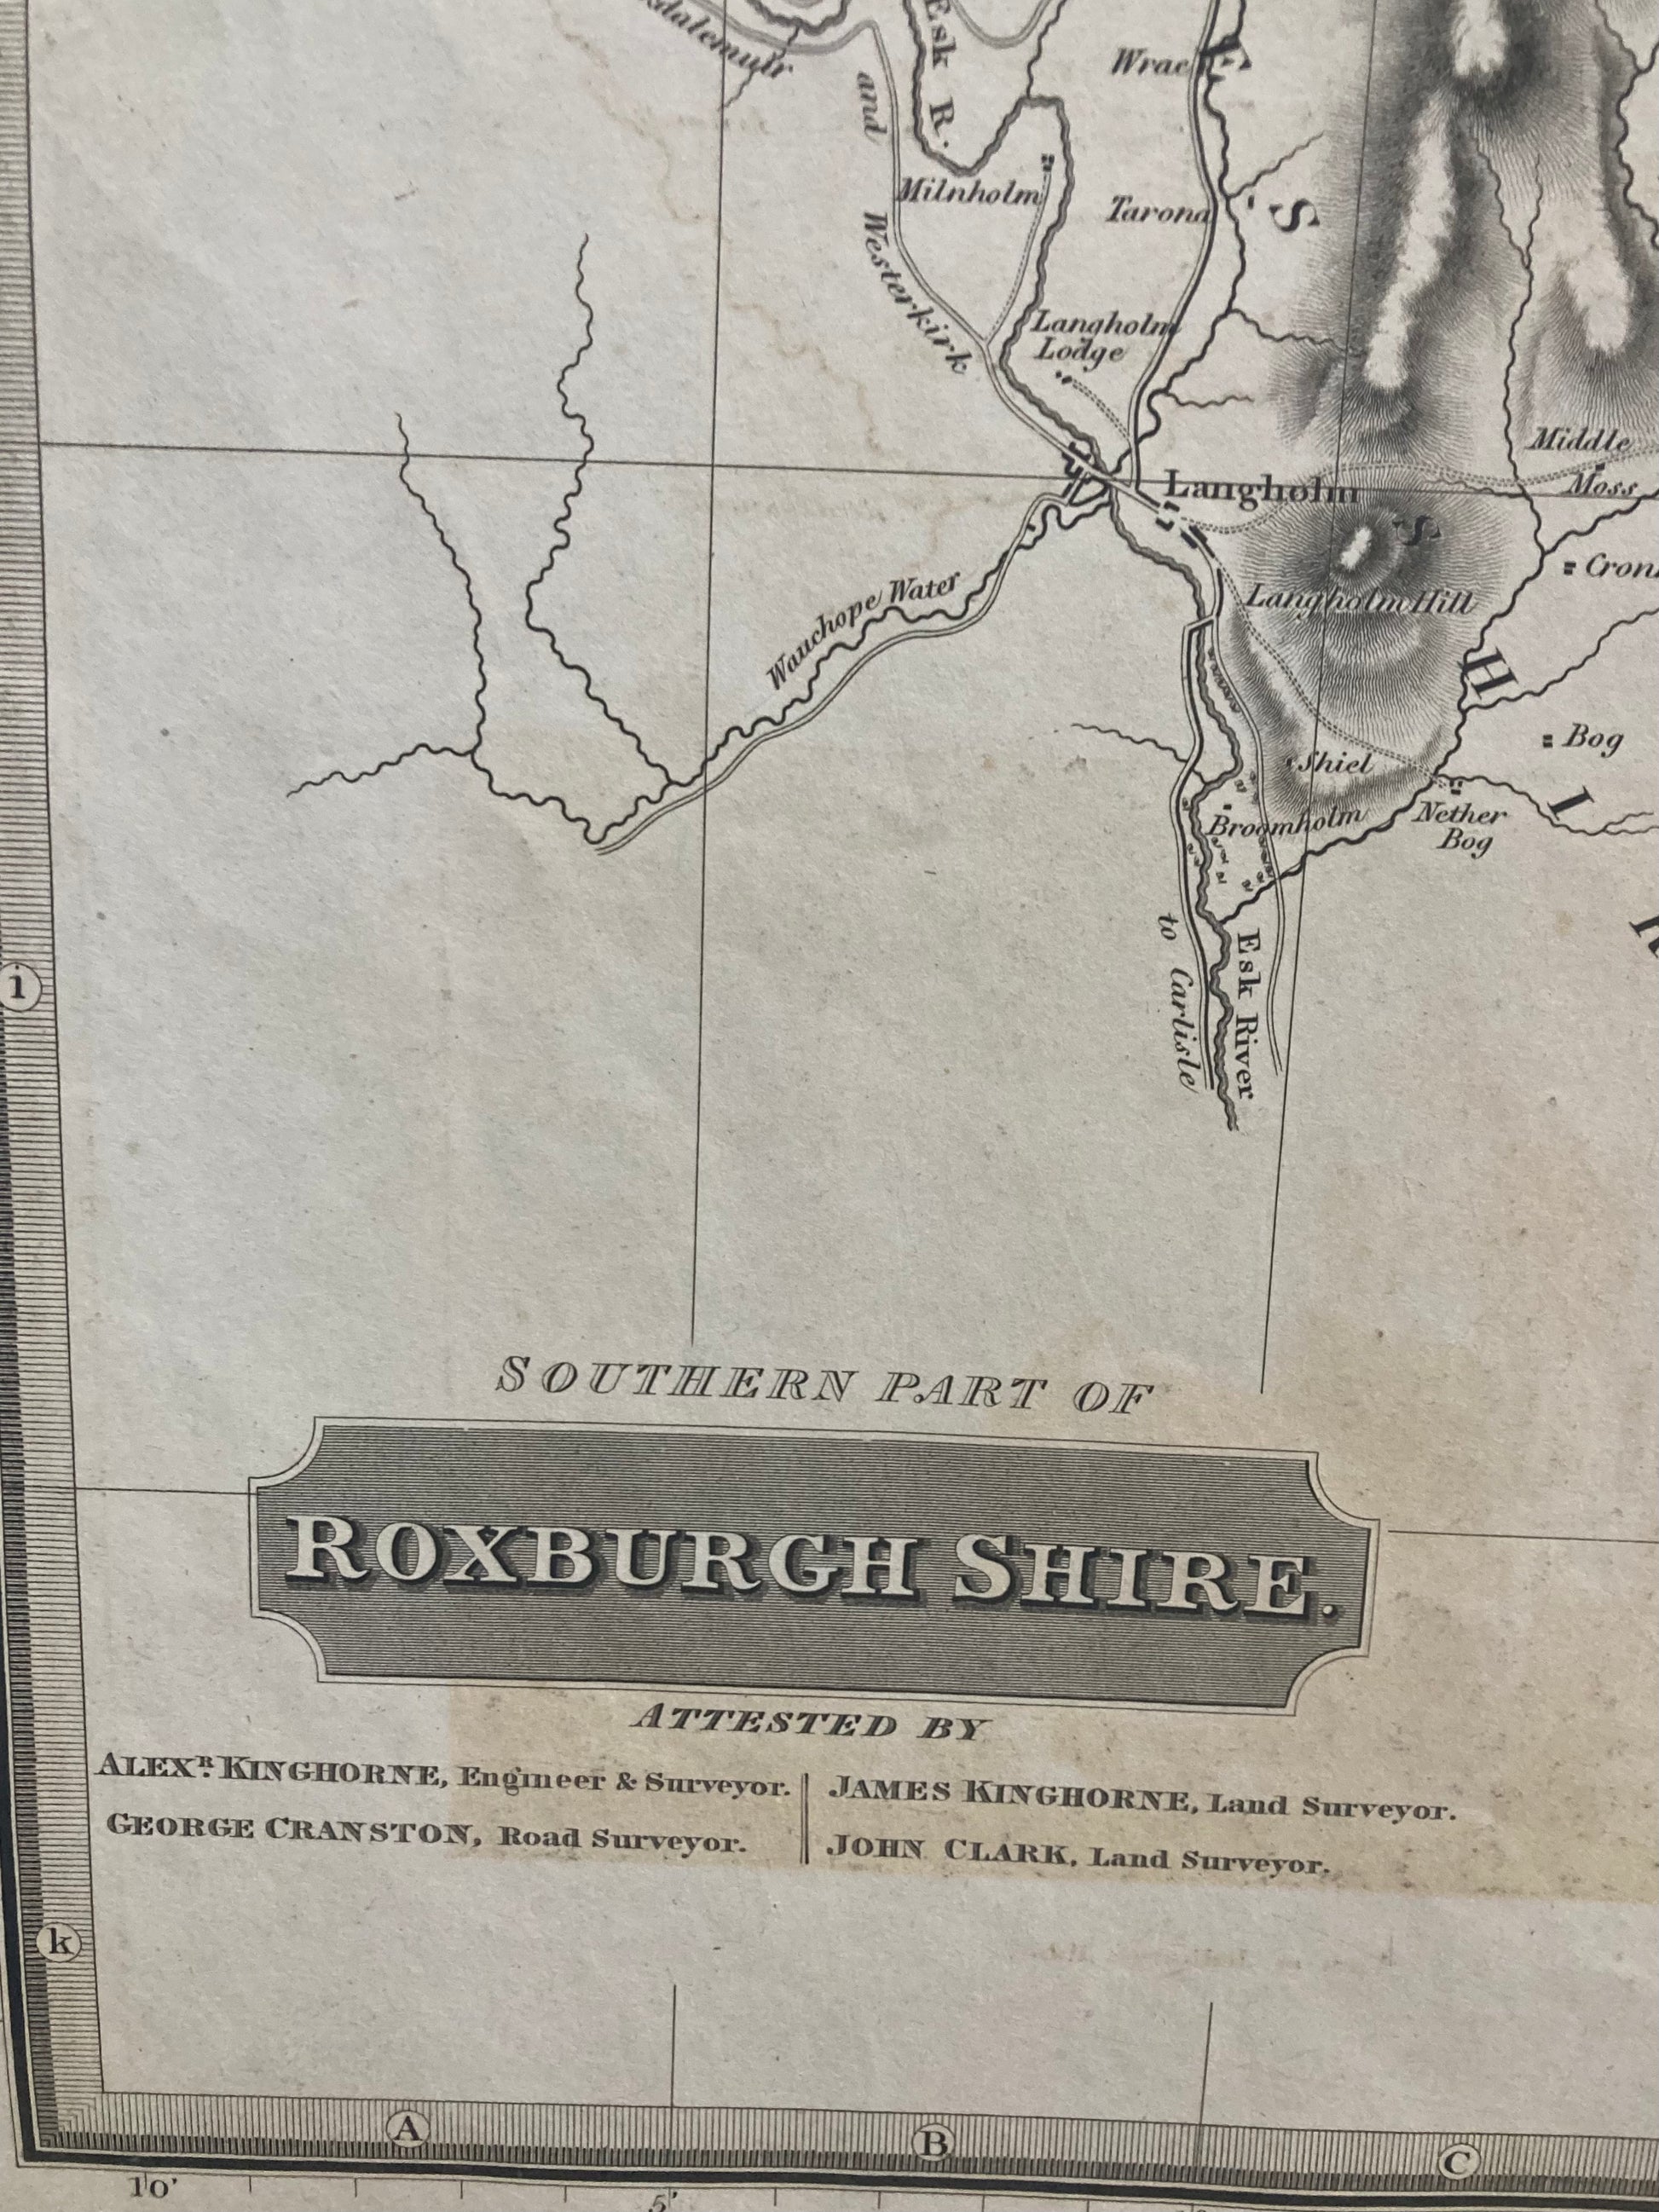 Esk R.
Wrae
E
and
Westerkirk
Milnholm
Tarona
S
Langholm
Lodge
Middle
Moss
Langholm
S
Langholm Hill
Wauchope Water
H
Bog
Shiel
I
Broomholm
Nether
Bog
i
Esk River
to Carlisle
SOUTHERN PART OF
ROXBURGH SHIRE.
ATTESTED BY
ALEXR. KINGHORNE, Engineer & Surveyor.
GEORGE CRANSTON, Road Surveyor.
JAMES KINGHORNE, Land Surveyor.
JOHN CLARK, Land Surveyor.
k
A
B
C
10'
5'